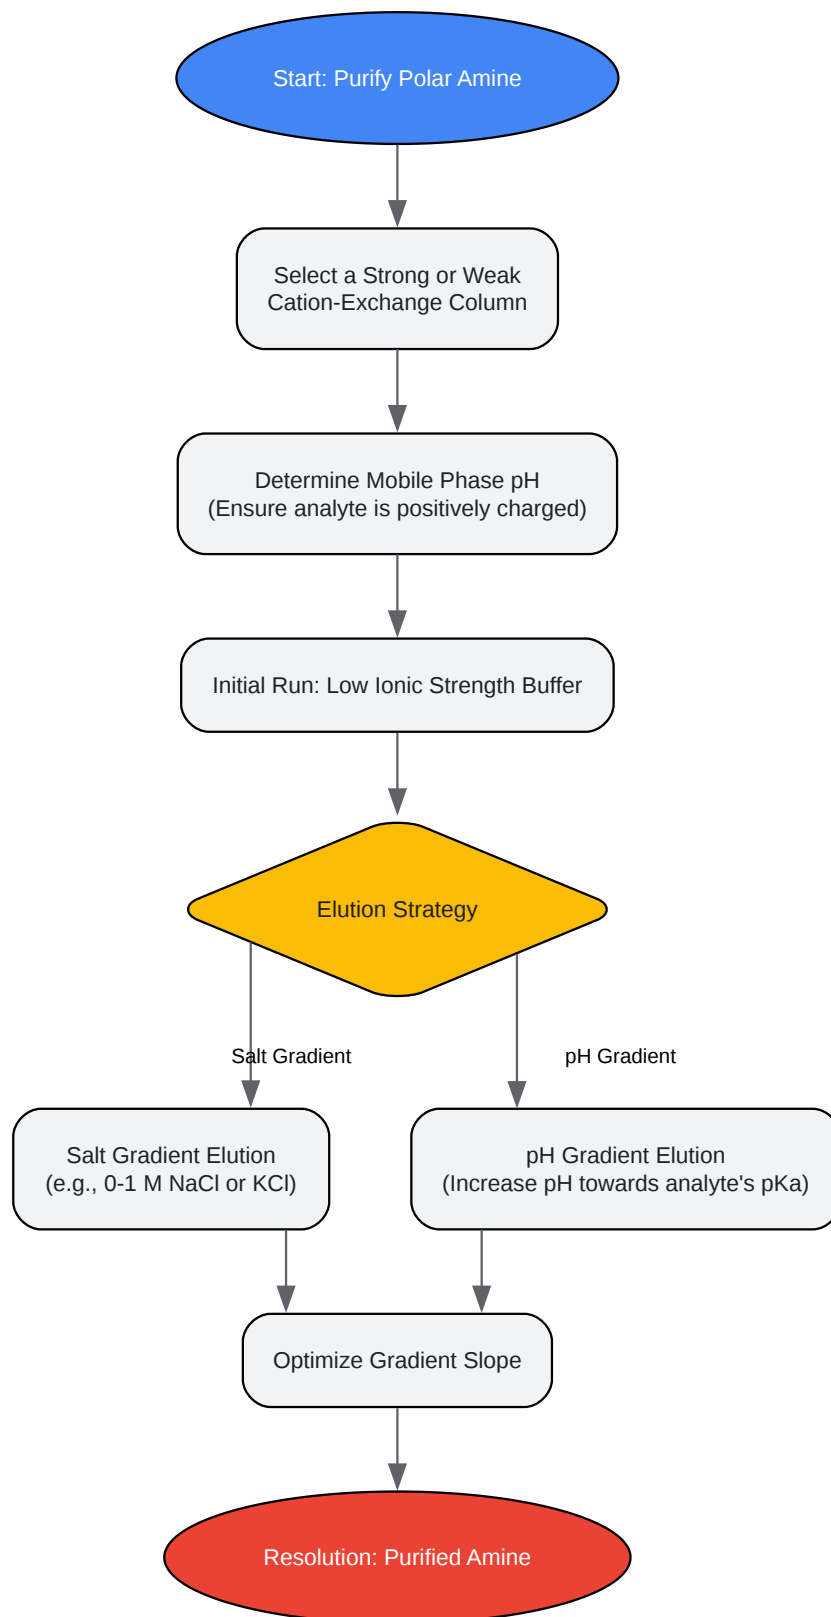 Start: Purify Polar Amine
Select a Strong or Weak
Cation-Exchange Column
Determine Mobile Phase pH
(Ensure analyte is positively charged)
Initial Run: Low Ionic Strength Buffer
Elution Strategy
Salt Gradient
pH Gradient
Salt Gradient Elution
(e.g., 0-1 M NaCl or KCl)
pH Gradient Elution
(Increase pH towards analyte's pKa)
Optimize Gradient Slope
Resolution: Purified Amine